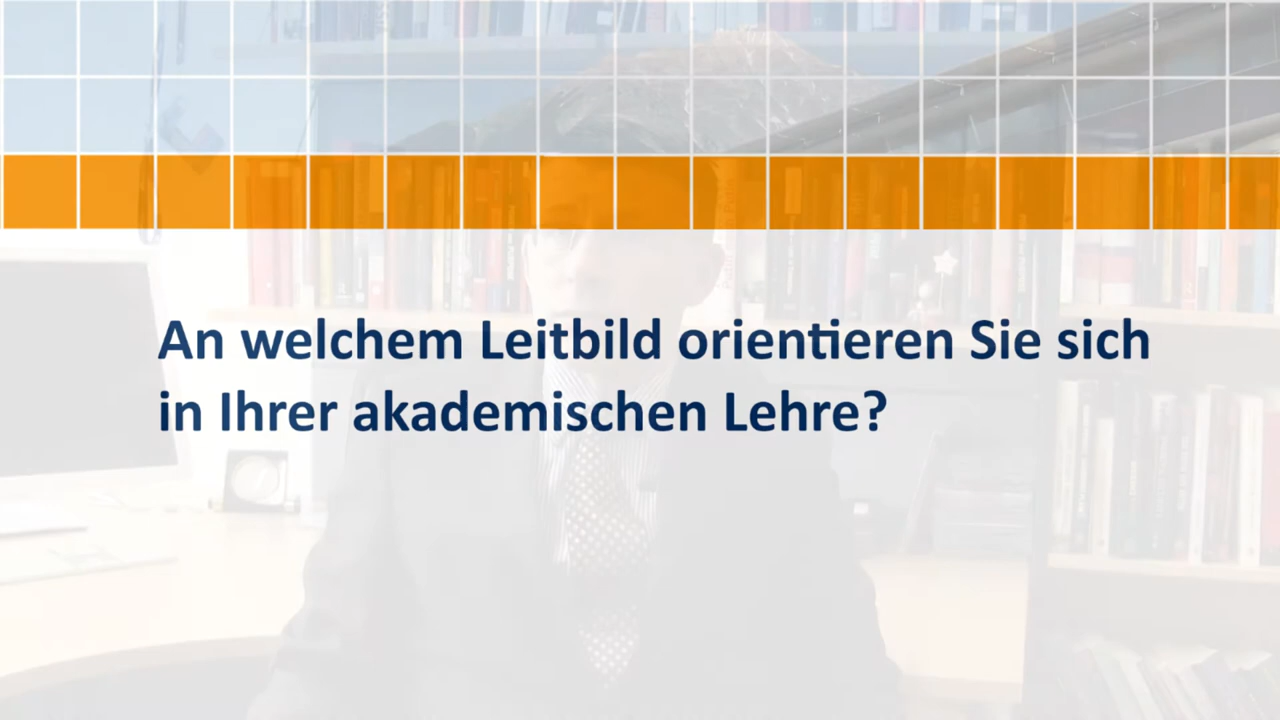 An welchem Leitbild orientieren Sie sich
in Ihrer akademischen Lehre?